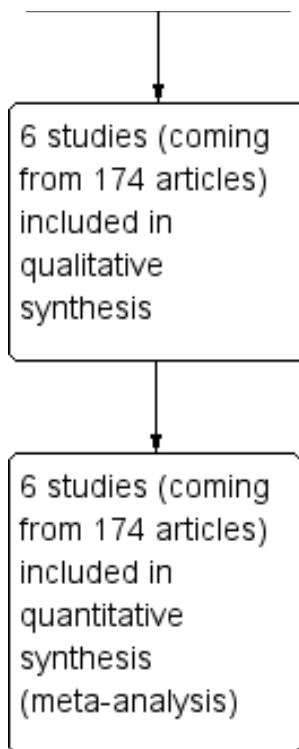 6 studies (coming
from 174 articles)
included in
qualitative
synthesis
6 studies (coming
from 174 articles)
included in
quantitative
synthesis
(meta-analysis)